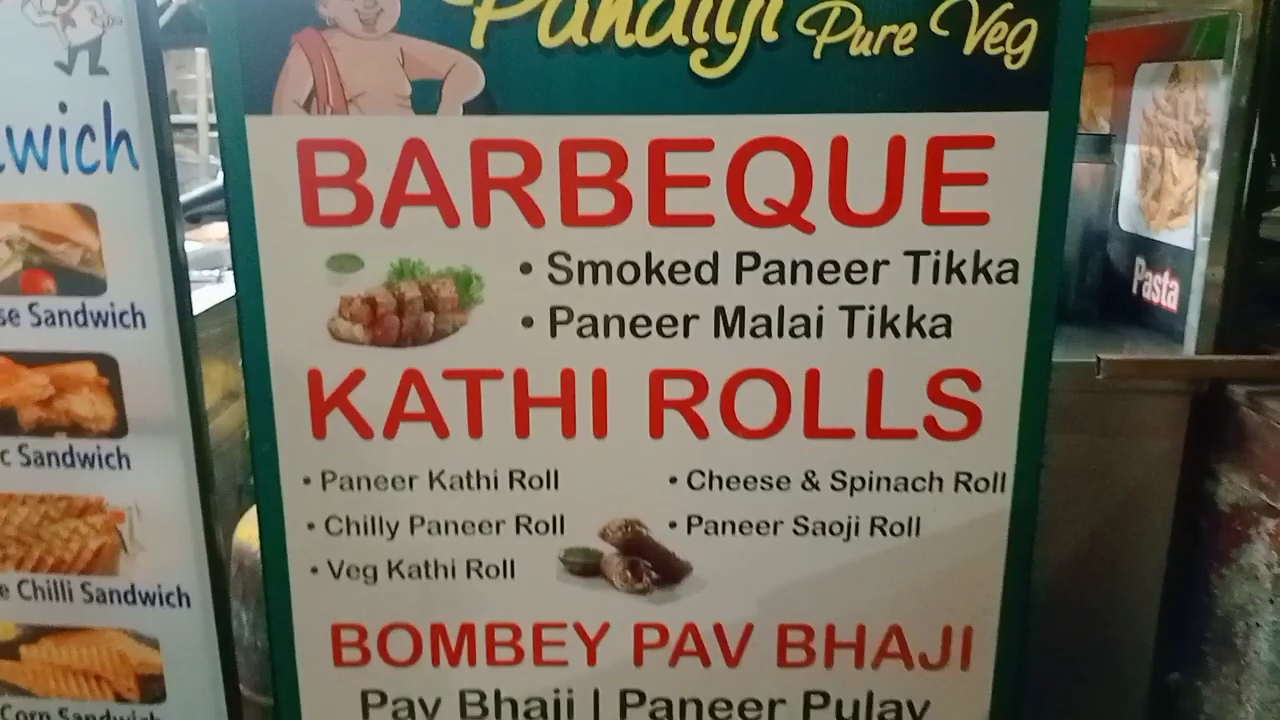 Panditji Pure Veg
BARBEQUE
• Smoked Paneer Tikka
• Paneer Malai Tikka
KATHI ROLLS
• Paneer Kathi Roll
• Chilly Paneer Roll
• Veg Kathi Roll
• Cheese & Spinach Roll
• Paneer Saoji Roll
BOMBEY PAV BHAJI
Pav Bhaji | Paneer Pulav
wich
se Sandwich
c Sandwich
e Chilli Sandwich
Corn Sandwich
Pasta